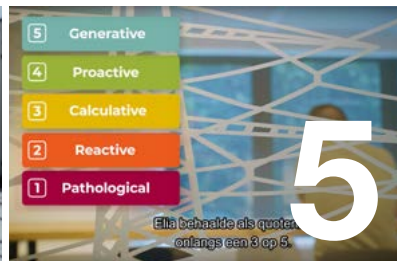 5 Generative
4 Proactive
3 Calculative
2 Reactive
1 Pathological
5
Elia behaalde als
onlangs een 3 op 5.